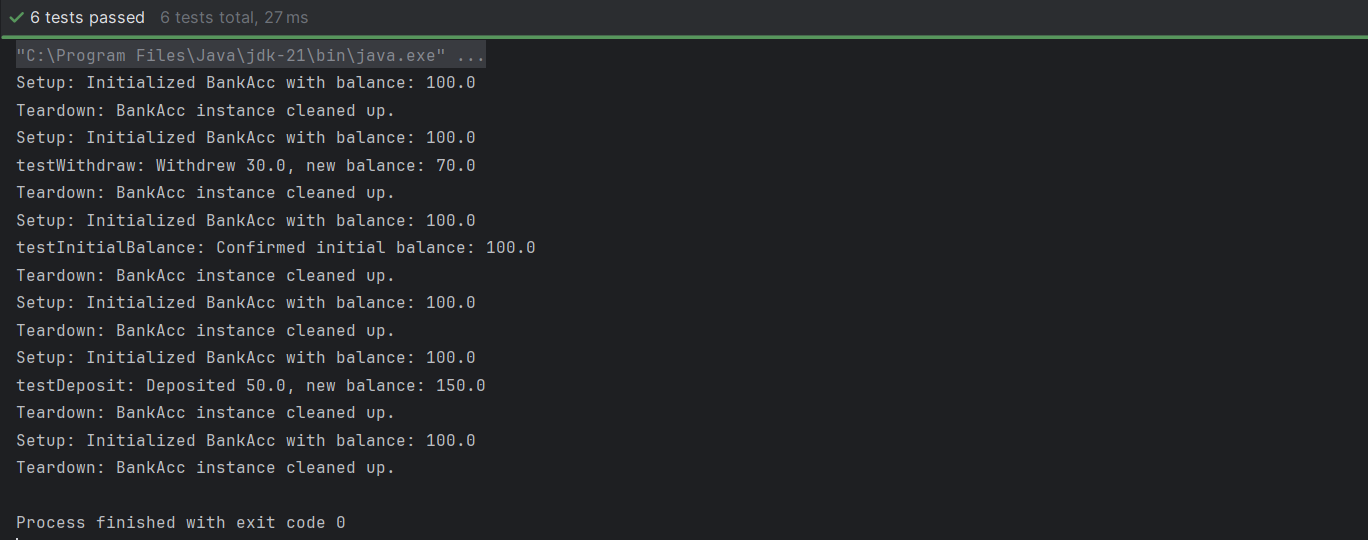 6 tests passed 6 tests total, 27 ms
"C:\Program Files\Java\jdk-21\bin\java.exe" ...
Setup: Initialized BankAcc with balance: 100.0
Teardown: BankAcc instance cleaned up.
Setup: Initialized BankAcc with balance: 100.0
testWithdraw: Withdrew 30.0, new balance: 70.0
Teardown: BankAcc instance cleaned up.
Setup: Initialized BankAcc with balance: 100.0
testInitialBalance: Confirmed initial balance: 100.0
Teardown: BankAcc instance cleaned up.
Setup: Initialized BankAcc with balance: 100.0
Teardown: BankAcc instance cleaned up.
Setup: Initialized BankAcc with balance: 100.0
testDeposit: Deposited 50.0, new balance: 150.0
Teardown: BankAcc instance cleaned up.
Setup: Initialized BankAcc with balance: 100.0
Teardown: BankAcc instance cleaned up.
Process finished with exit code 0